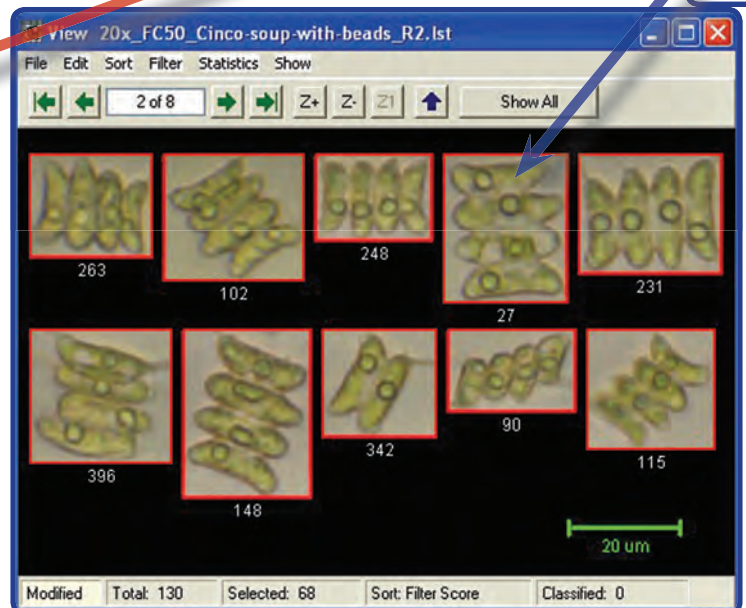 View 20x_FC50_Cinco-soup-with-beads_R2.lst
File Edit Sort Filter Statistics Show
2 of 8 Z+ Z- Z1 Show All
263 102 248 27 231
396 148 342 90 115
20 um
Modified Total: 130 Selected: 68 Sort: Filter Score Classified: 0